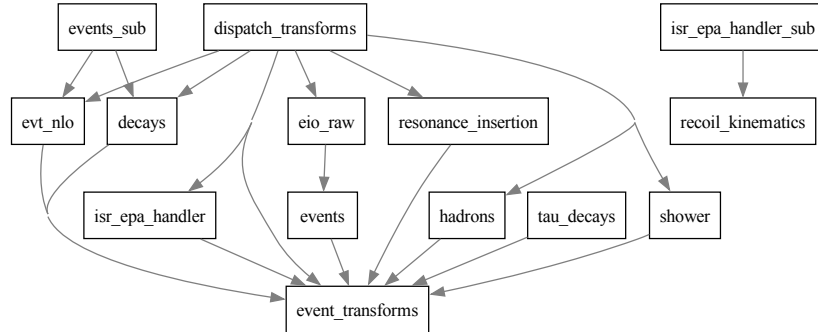 events_sub
dispatch_transforms
isr_epa_handler_sub
evt_nlo
decays
eio_raw
resonance_insertion
recoil_kinematics
isr_epa_handler
events
hadrons
tau_decays
shower
event_transforms